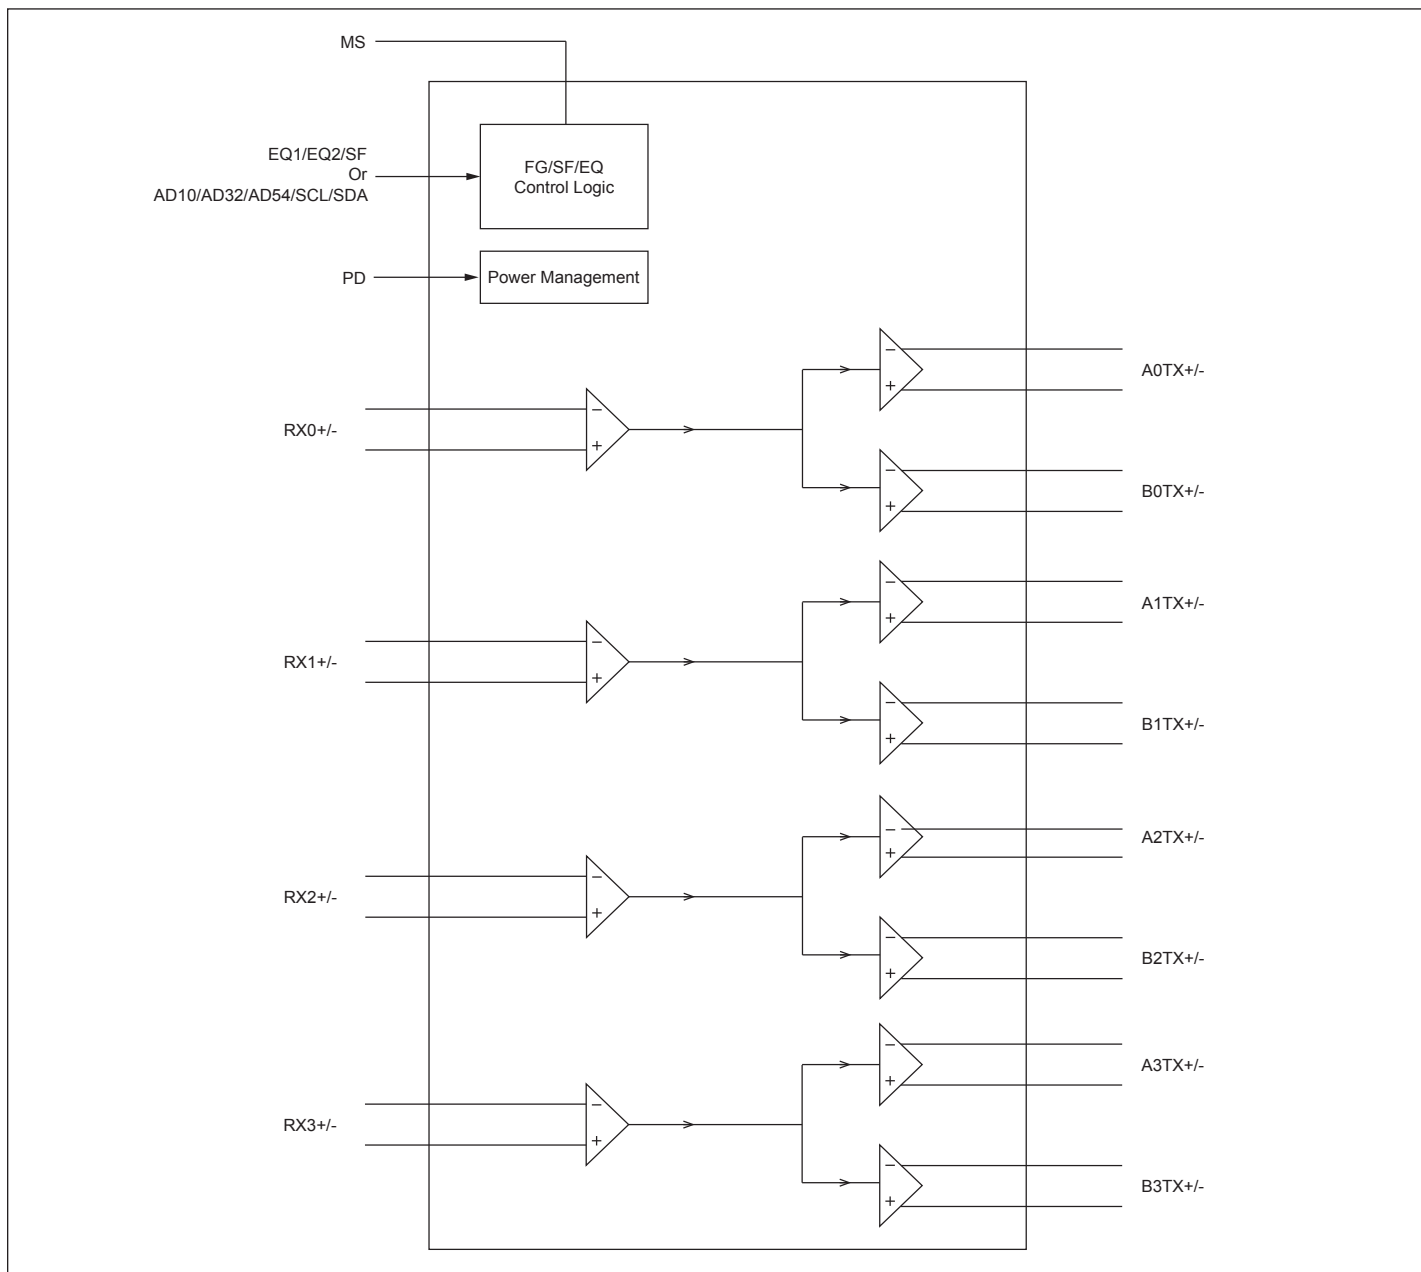 MS
EQ1/EQ2/SF
Or
AD10/AD32/AD54/SCL/SDA
FG/SF/EQ
Control Logic
PD
Power Management
RX0+/-
−
+
−
+
A0TX+/-
−
+
B0TX+/-
RX1+/-
−
+
−
+
A1TX+/-
−
+
B1TX+/-
RX2+/-
−
+
−
+
A2TX+/-
−
+
B2TX+/-
RX3+/-
−
+
−
+
A3TX+/-
−
+
B3TX+/-